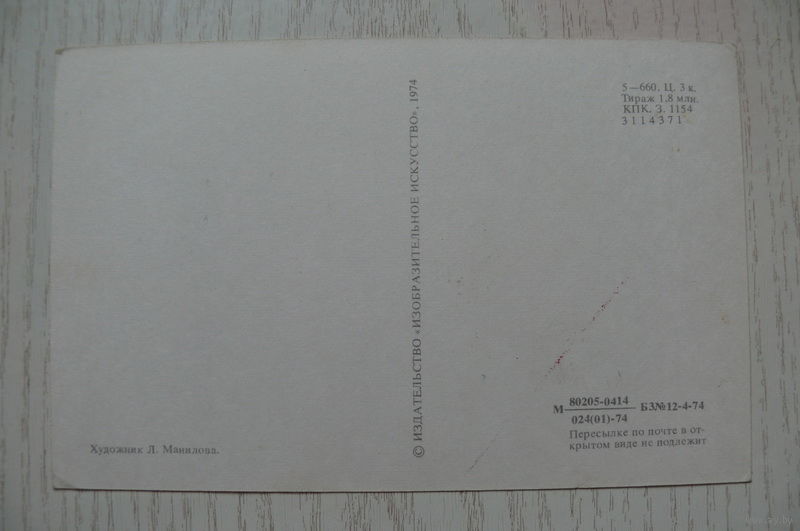 5—660. Ц. 3 к.
Тираж 1,8 млн.
КПК. З. 1154
3114371
© ИЗДАТЕЛЬСТВО «ИЗОБРАЗИТЕЛЬНОЕ ИСКУССТВО», 1974
М 80205-0414 БЗ№12-4-74
024(01)-74
Пересылке по почте в от-
крытом виде не подлежит
Художник Л. Манилова.